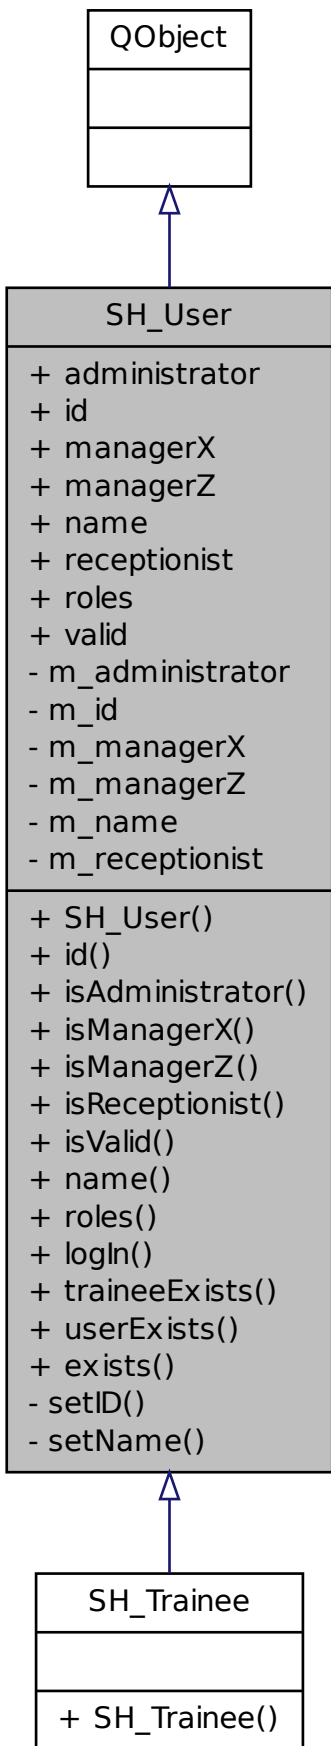 QObject
SH_User
+ administrator
+ id
+ managerX
+ managerZ
+ name
+ receptionist
+ roles
+ valid
- m_administrator
- m_id
- m_managerX
- m_managerZ
- m_name
- m_receptionist
+ SH_User()
+ id()
+ isAdministrator()
+ isManagerX()
+ isManagerZ()
+ isReceptionist()
+ isValid()
+ name()
+ roles()
+ logIn()
+ traineeExists()
+ userExists()
+ exists()
- setID()
- setName()
SH_Trainee
+ SH_Trainee()